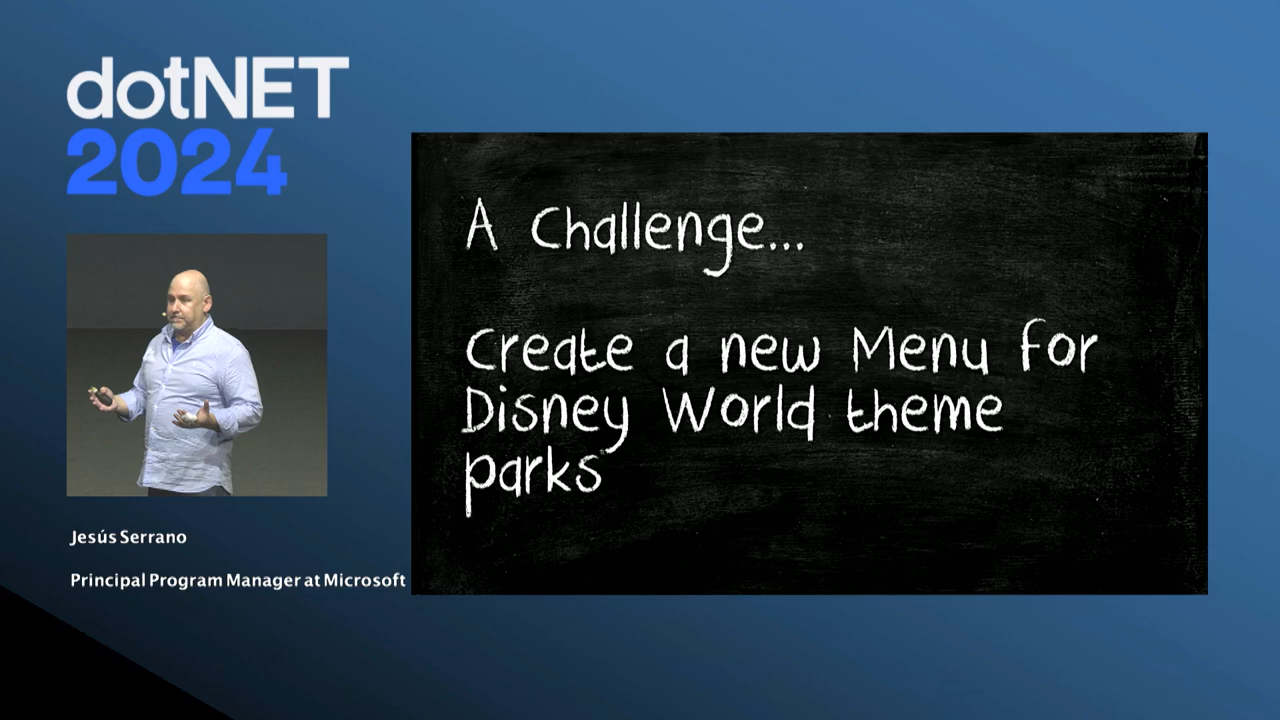 dotNET
2024
A Challenge...
Create a new Menu for
Disney World theme
parks
Jesús Serrano
Principal Program Manager at Microsoft